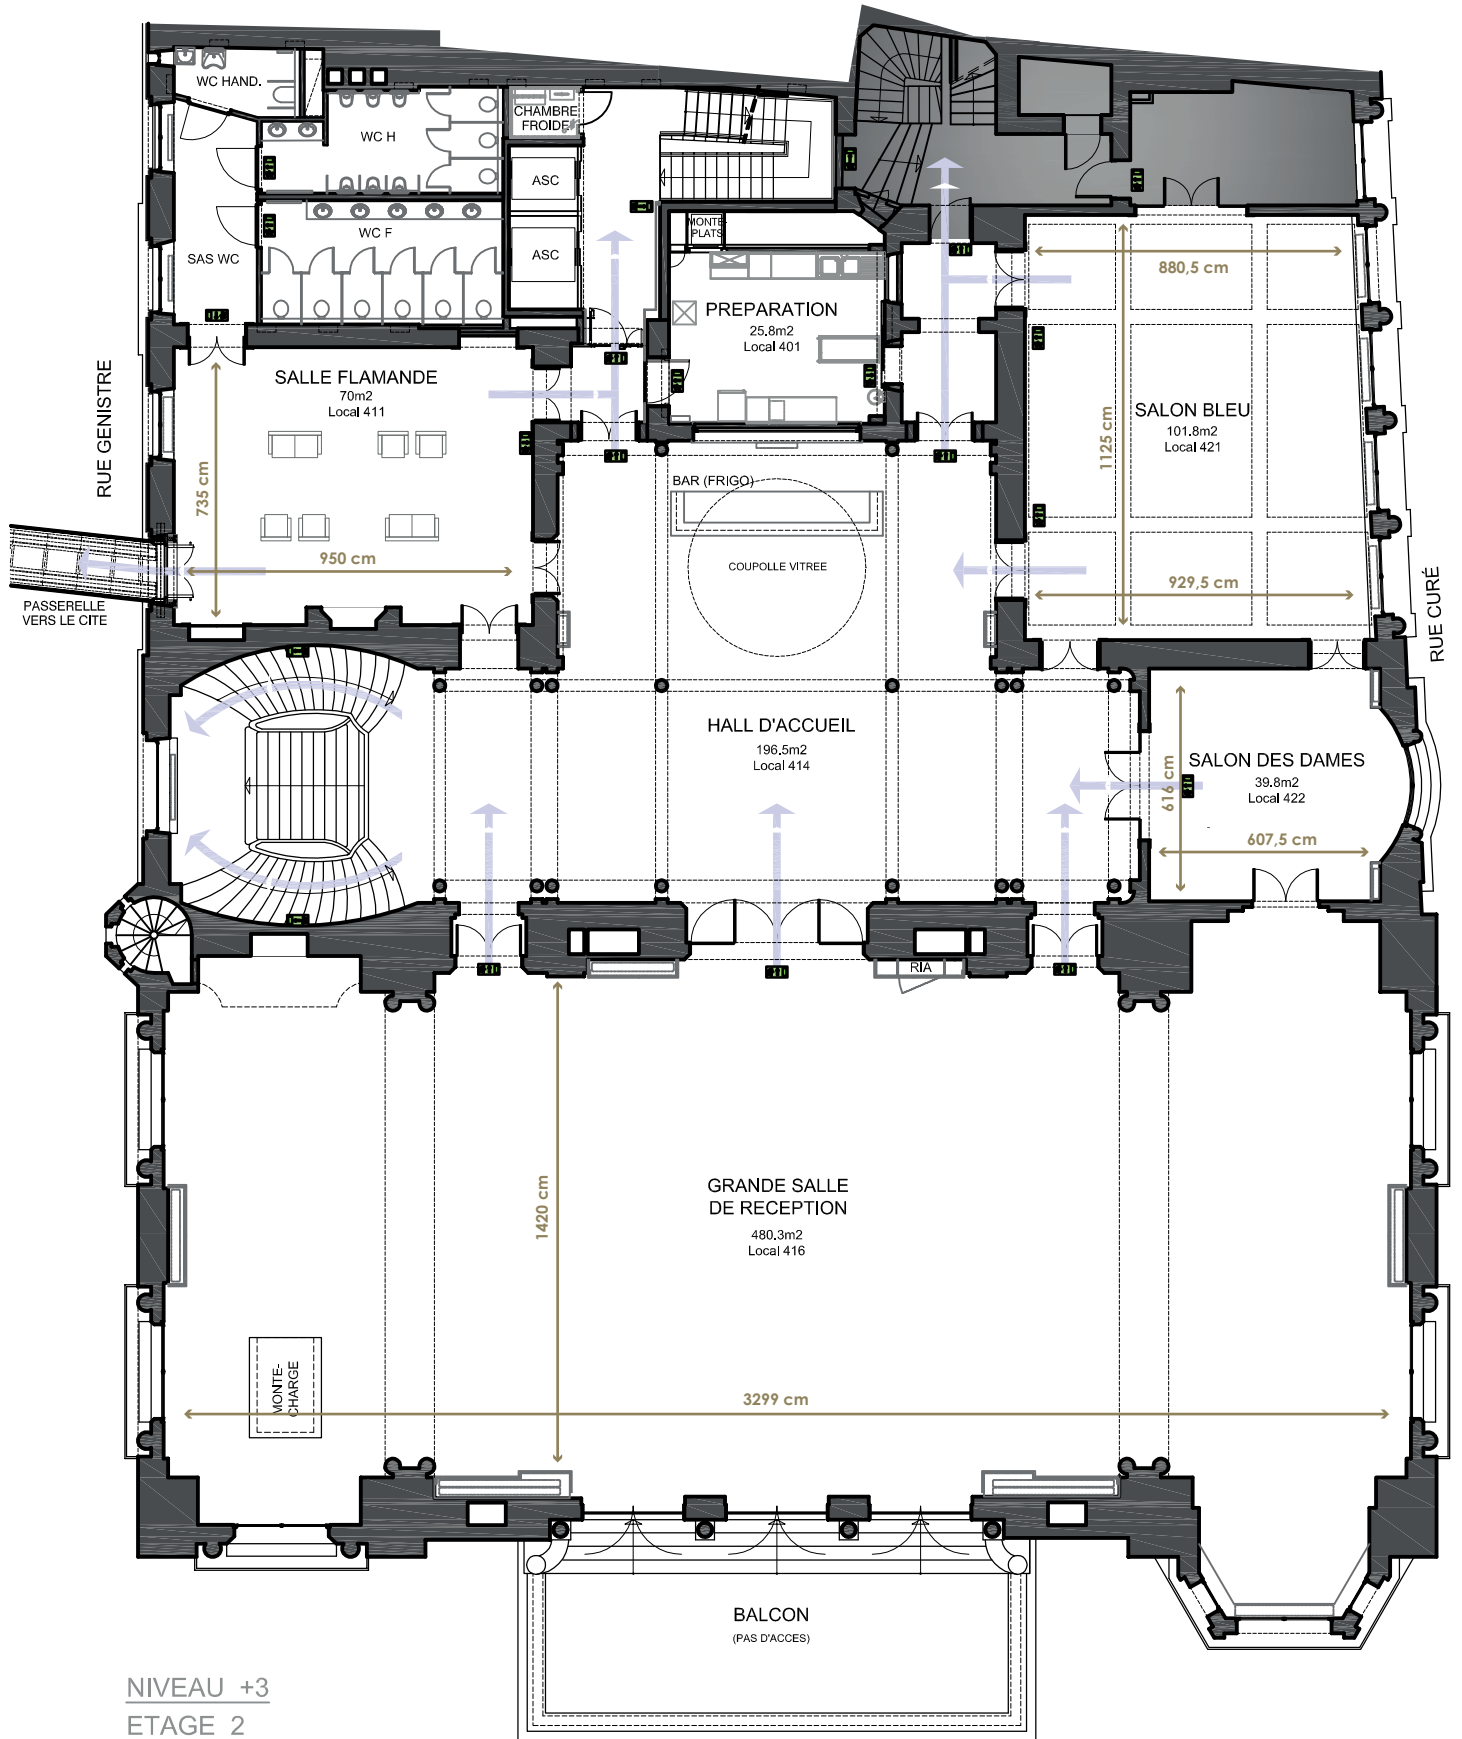 WC HAND.
WC H
CHAMBRE
FROIDE
ASC
WC F
ASC
SAS WC
MONTE-
PLATS
PREPARATION
25.8m2
Local 401
880,5 cm
RUE GENISTRE
SALLE FLAMANDE
70m2
Local 411
735 cm
950 cm
SALON BLEU
101.8m2
Local 421
1125 cm
929,5 cm
BAR (FRIGO)
COUPOLLE VITREE
PASSERELLE
VERS LE CITE
RUE CURÉ
HALL D'ACCUEIL
196.5m2
Local 414
SALON DES DAMES
39.8m2
Local 422
616 cm
607,5 cm
RIA
1420 cm
GRANDE SALLE
DE RECEPTION
480.3m2
Local 416
MONTE-
CHARGE
3299 cm
BALCON
(PAS D'ACCES)
NIVEAU +3
ETAGE 2